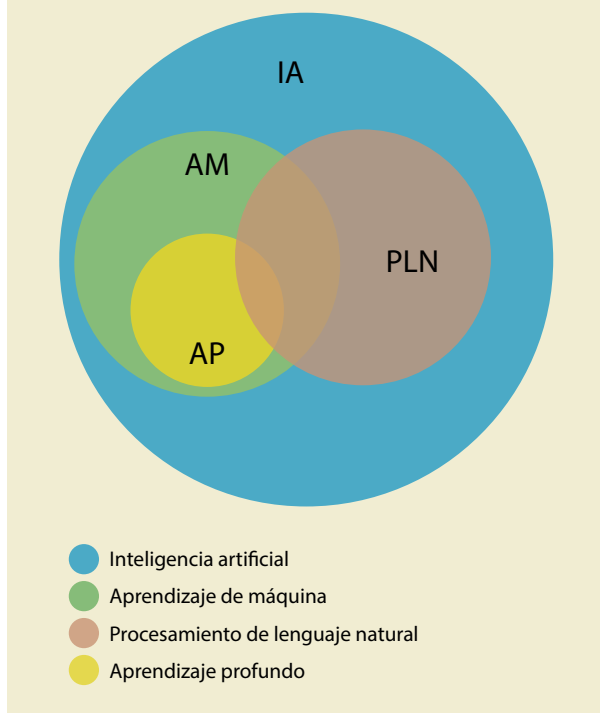 IA
AM
PLN
AP
Inteligencia artificial
Aprendizaje de máquina
Procesamiento de lenguaje natural
Aprendizaje profundo